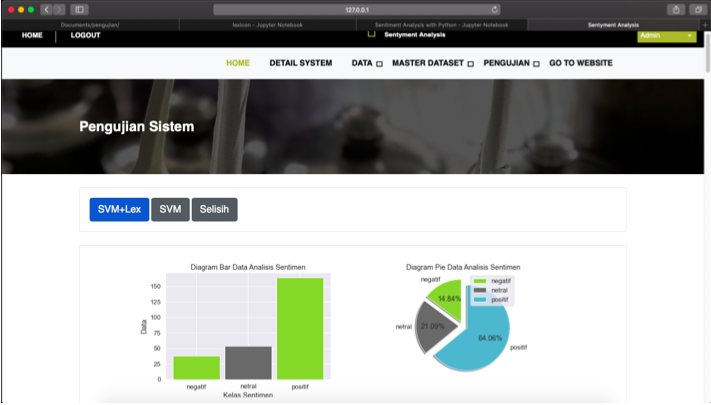 127.0.0.1
Documents/pengujian/
lexicon - Jupyter Notebook
Sentiment Analysis with Python - Jupyter Notebook
Sentyment Analysis
HOME
LOGOUT
Sentyment Analysis
Admin
HOME
DETAIL SYSTEM
DATA
MASTER DATASET
PENGUJIAN
GO TO WEBSITE
Pengujian Sistem
SVM+Lex
SVM
Selisih
Diagram Bar Data Analisis Sentimen
150
125
100
75
50
25
0
Data
negatif
netral
positif
Kelas Sentimen
Diagram Pie Data Analisis Sentimen
negatif
netral
positif
negatif
14.84%
netral
21.09%
64.06%
positif